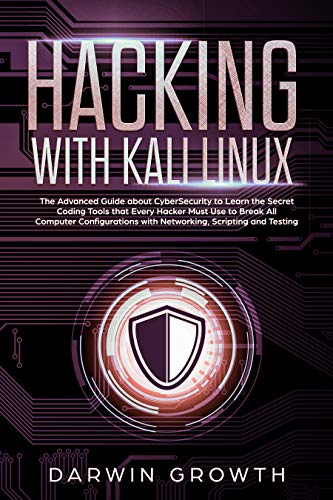 HACKING
WITH KALI LINUX
The Advanced Guide about CyberSecurity to Learn the Secret
Coding Tools that Every Hacker Must Use to Break All
Computer Configurations with Networking, Scripting and Testing
DARWIN GROWTH